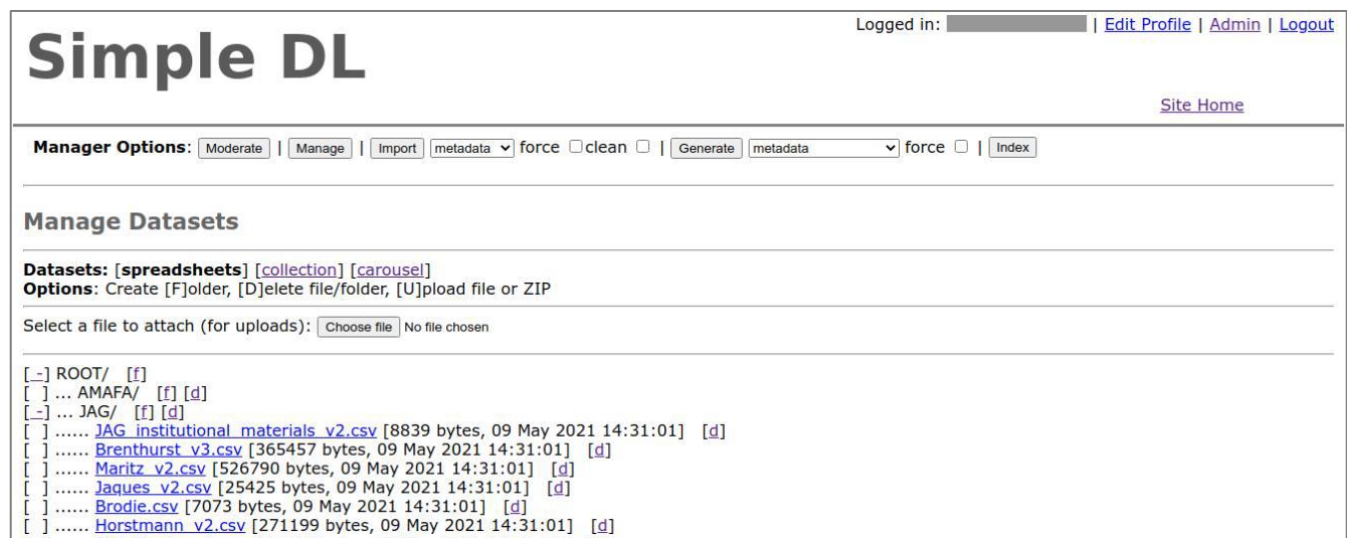 Logged in: | Edit Profile | Admin | Logout
Simple DL
Site Home
Manager Options: Moderate | Manage | Import metadata force clean | Generate metadata force | Index
Manage Datasets
Datasets: [spreadsheets] [collection] [carousel]
Options: Create [F]older, [D]elete file/folder, [U]pload file or ZIP
Select a file to attach (for uploads): Choose file No file chosen
[ - ] ROOT/ [f]
[ ] ... AMAFA/ [f] [d]
[ - ] ... JAG/ [f] [d]
[ ] ...... JAG_institutional_materials_v2.csv [8839 bytes, 09 May 2021 14:31:01] [d]
[ ] ...... Brenthurst_v3.csv [365457 bytes, 09 May 2021 14:31:01] [d]
[ ] ...... Maritz_v2.csv [526790 bytes, 09 May 2021 14:31:01] [d]
[ ] ...... Jaques_v2.csv [25425 bytes, 09 May 2021 14:31:01] [d]
[ ] ...... Brodie.csv [7073 bytes, 09 May 2021 14:31:01] [d]
[ ] ...... Horstmann_v2.csv [271199 bytes, 09 May 2021 14:31:01] [d]